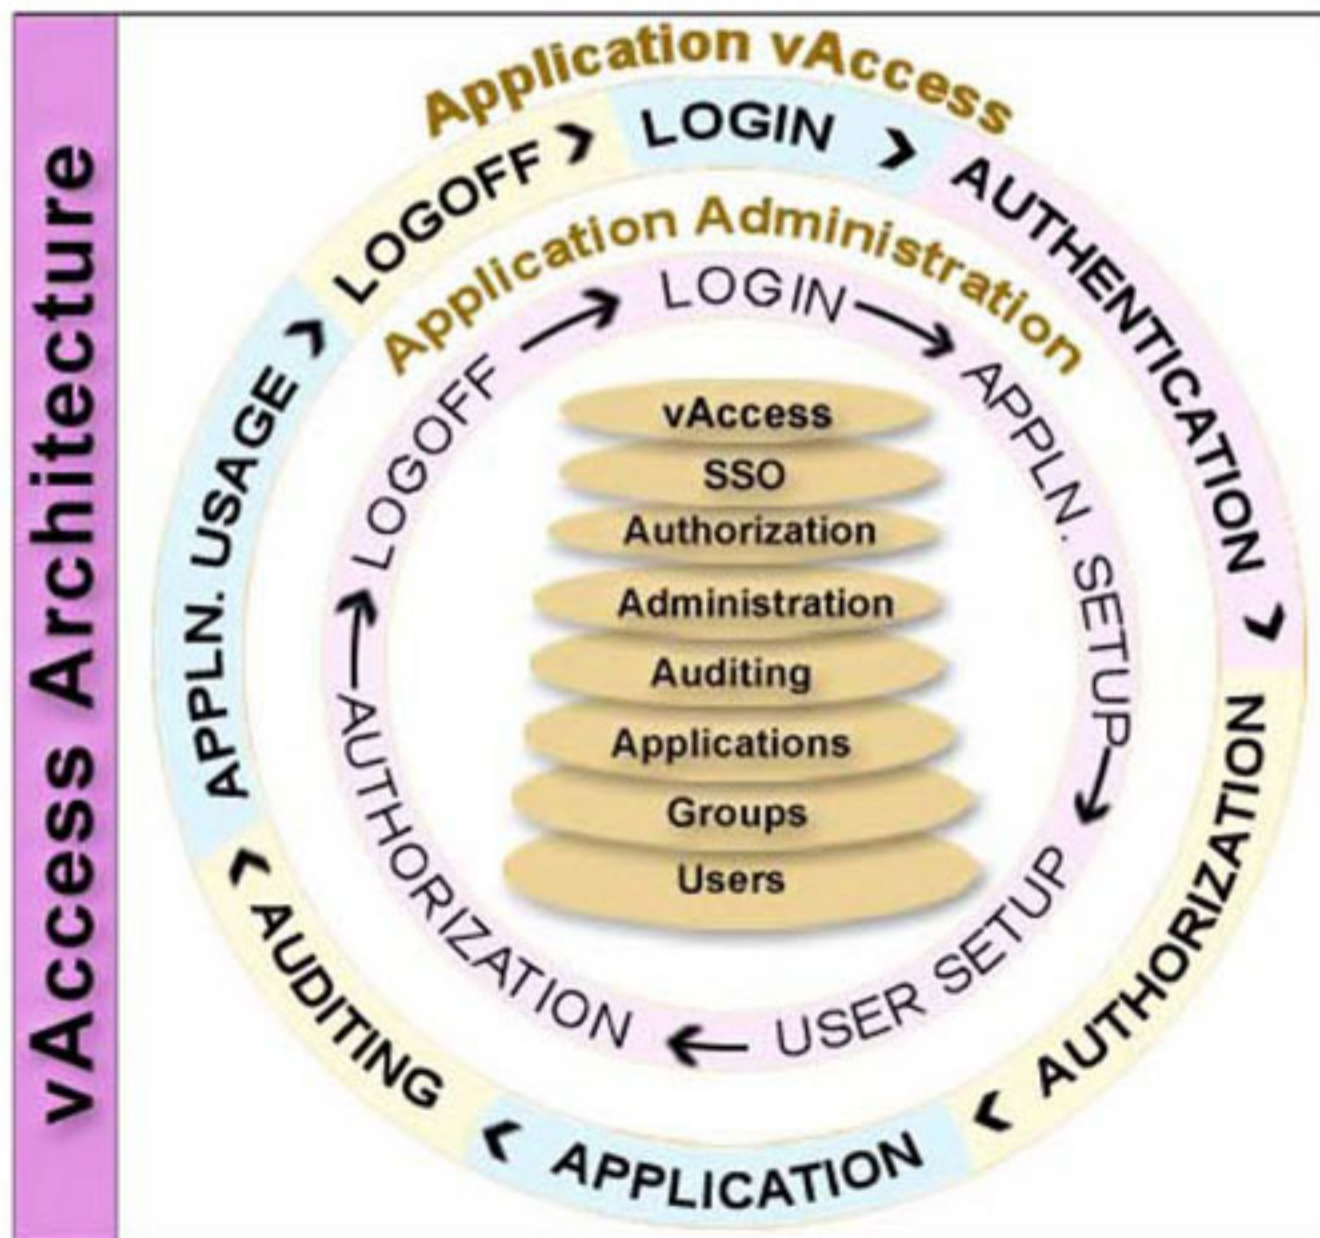 vAccess Architecture
Application vAccess
LOGIN
AUTHENTICATION
AUTHORIZATION
APPLICATION
AUDITING
APPLN. USAGE
LOGOFF
Application Administration
LOGIN
APPLN. SETUP
USER SETUP
AUTHORIZATION
LOGOFF
vAccess
SSO
Authorization
Administration
Auditing
Applications
Groups
Users